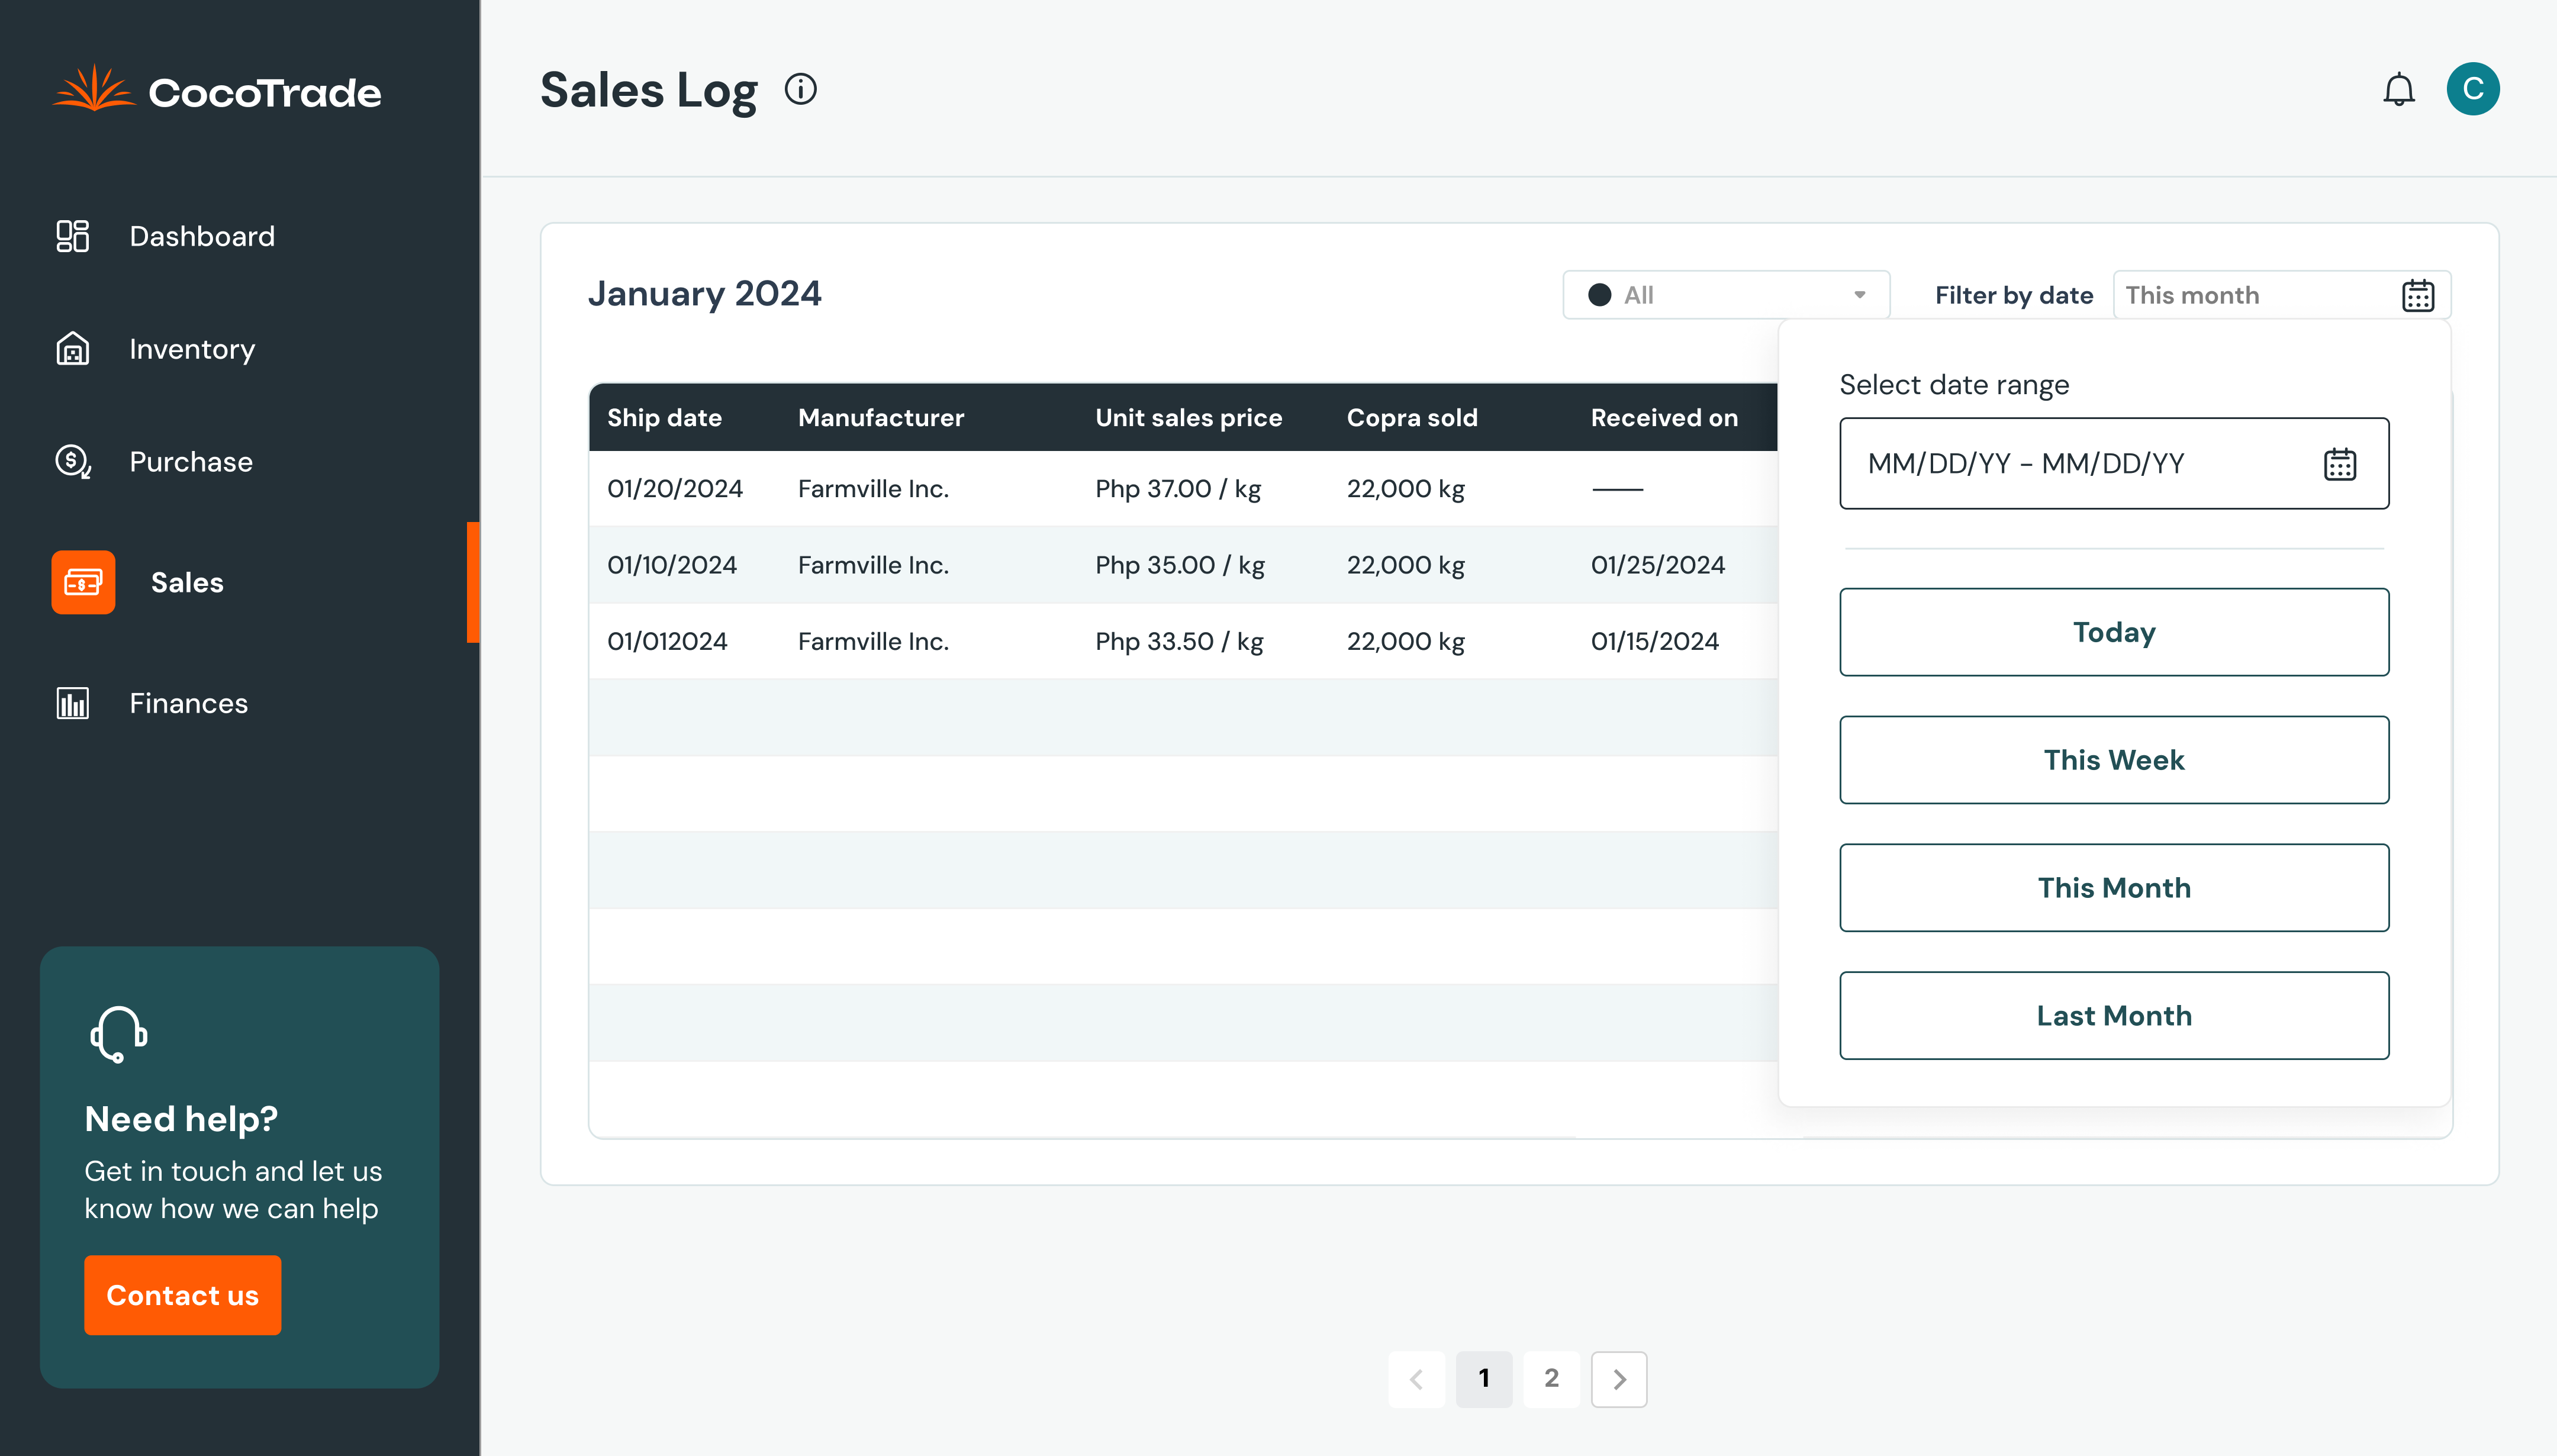 CocoTrade
Dashboard
Inventory
Purchase
Sales
Finances
Need help?
Get in touch and let us
know how we can help
Contact us
Sales Log
C
January 2024
All
Filter by date
This month
Ship date Manufacturer Unit sales price Copra sold Received on
01/20/2024 Farmville Inc. Php 37.00 / kg 22,000 kg —
01/10/2024 Farmville Inc. Php 35.00 / kg 22,000 kg 01/25/2024
01/012024 Farmville Inc. Php 33.50 / kg 22,000 kg 01/15/2024
Select date range
MM/DD/YY - MM/DD/YY
Today
This Week
This Month
Last Month
1 2